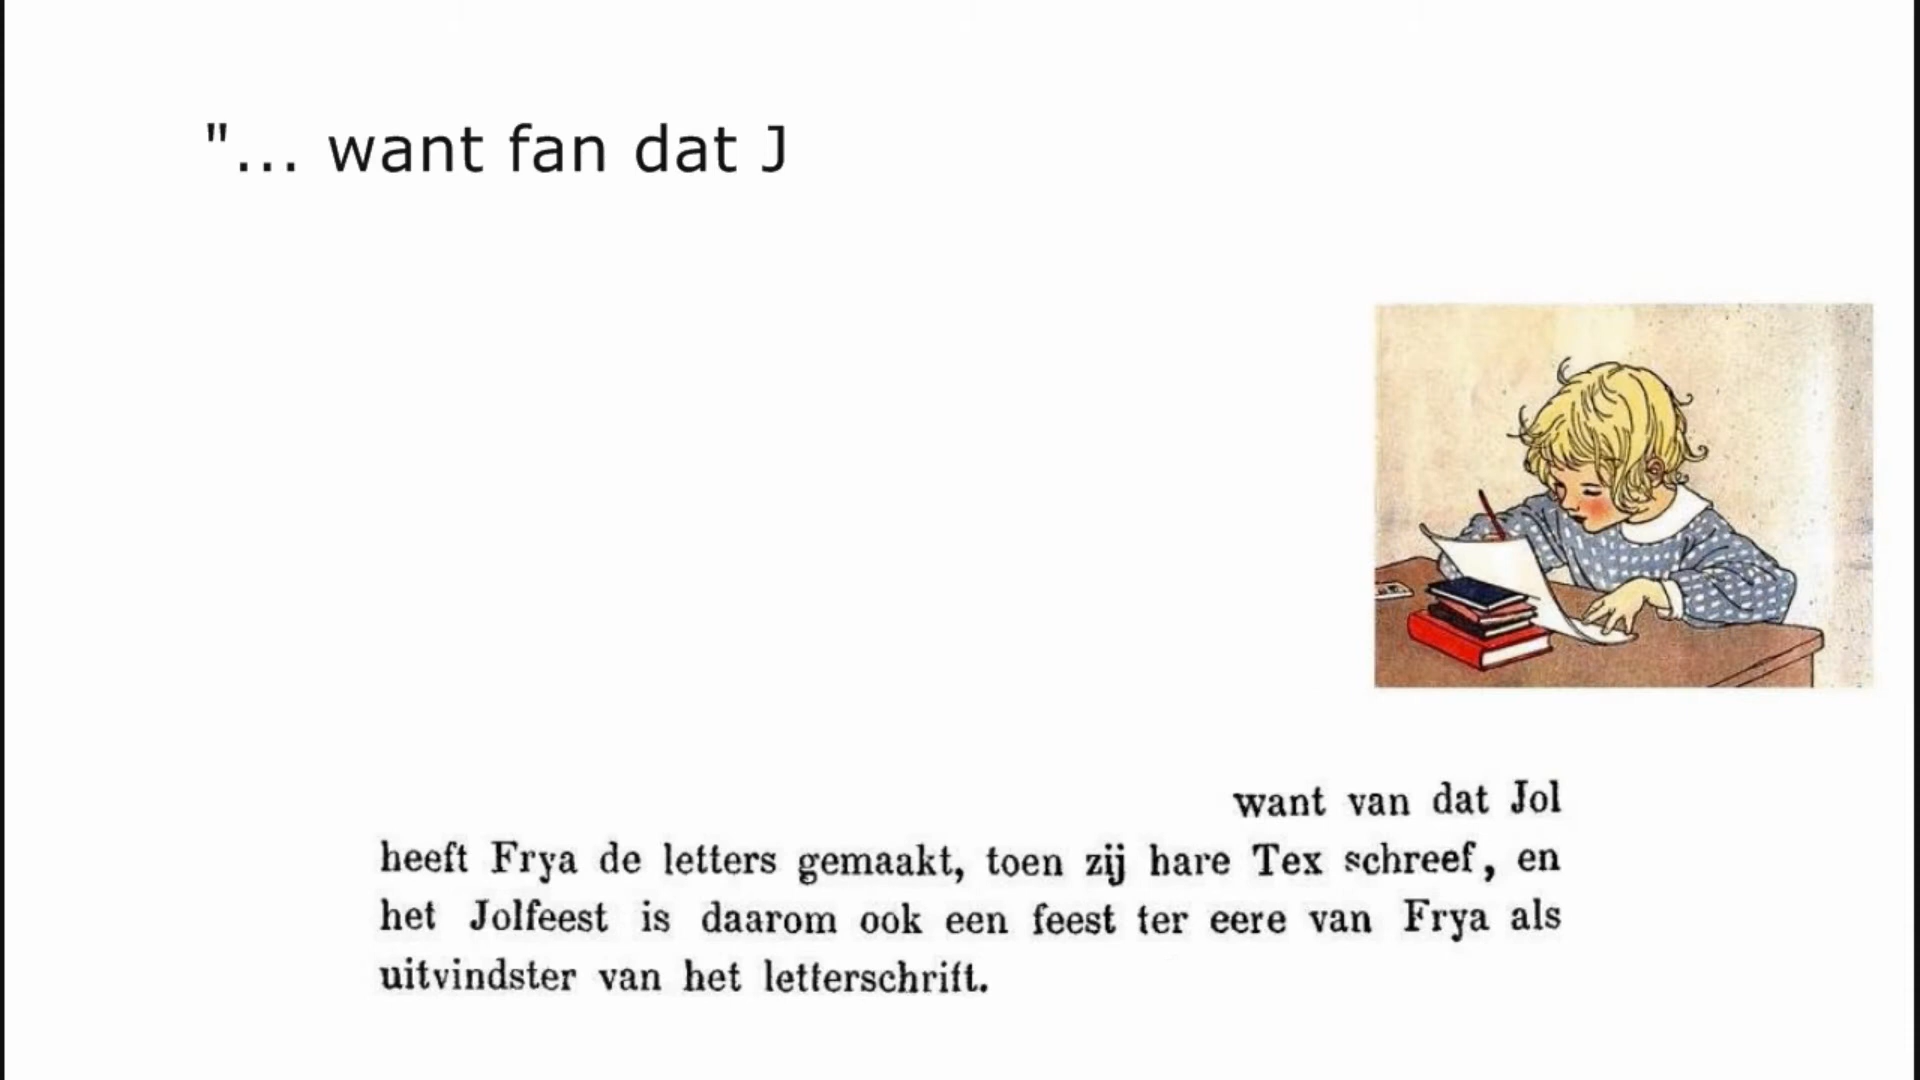 "... want fan dat J
want van dat Jol
heeft Frya de letters gemaakt, toen zij hare Tex schreef, en
het Jolfeest is daarom ook een feest ter eere van Frya als
uitvindster van het letterschrift.